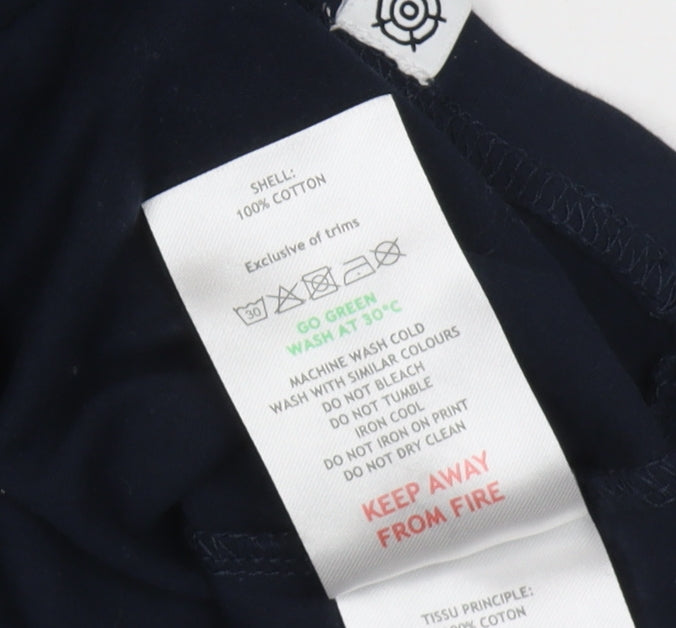 SHELL:
100% COTTON
Exclusive of trims
30
GO GREEN
WASH AT 30°C
MACHINE WASH COLD
WASH WITH SIMILAR COLOURS
DO NOT BLEACH
DO NOT TUMBLE
IRON COOL
DO NOT IRON ON PRINT
DO NOT DRY CLEAN
KEEP AWAY
FROM FIRE
TISSU PRINCIPLE:
COTON